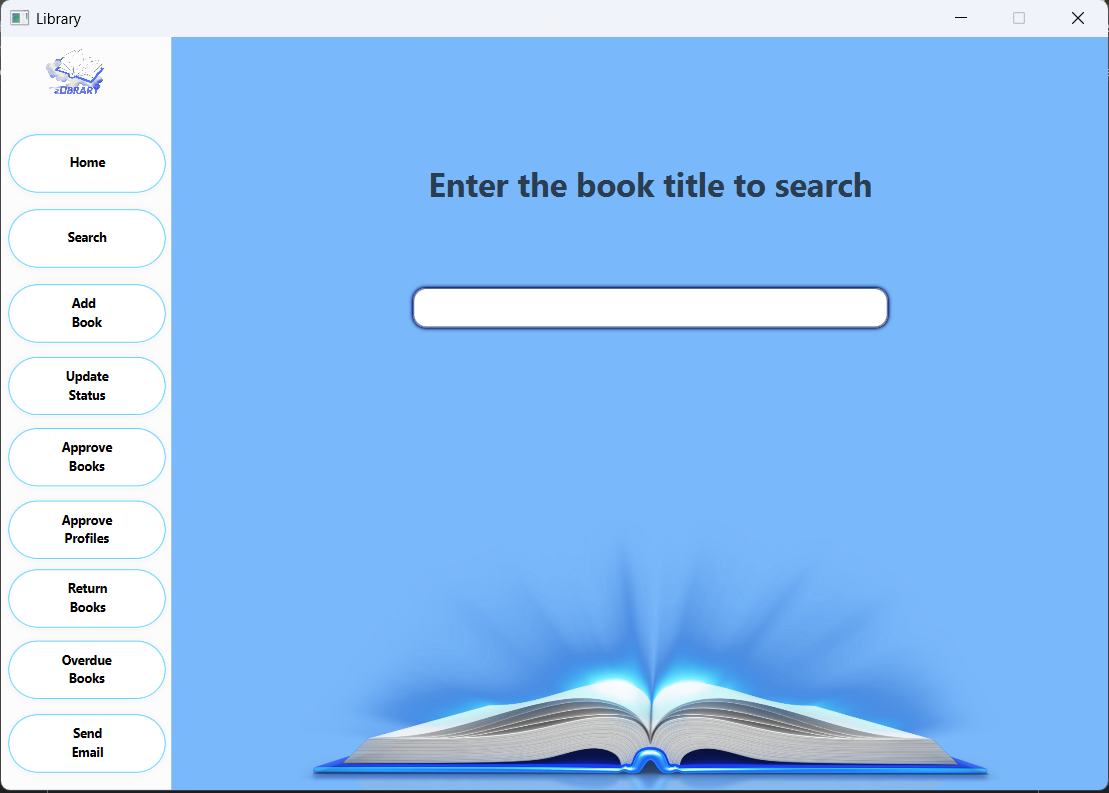 Library
eLIBRARY
Home
Search
Add
Book
Update
Status
Approve
Books
Approve
Profiles
Return
Books
Overdue
Books
Send
Email
Enter the book title to search